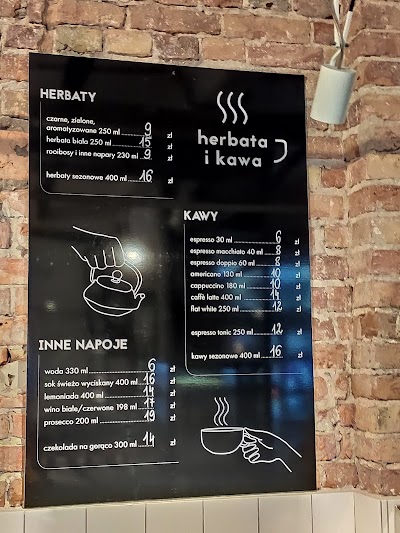 HERBATY
czarne, zielone,
aromatyzowane 250 ml 9 zł
herbata biała 250 ml 15 zł
rooibosy i inne napary 230 ml 9 zł
herbaty sezonowe 400 ml 16 zł
herbata
i kawa
KAWY
espresso 30 ml 6 zł
espresso macchiato 40 ml 8 zł
espresso doppio 60 ml 8 zł
americano 130 ml 10 zł
cappuccino 180 ml 10 zł
caffè latte 400 ml 14 zł
flat white 250 ml 12 zł
espresso tonic 250 ml 12 zł
kawy sezonowe 400 ml 16 zł
INNE NAPOJE
woda 330 ml 6 zł
sok świeżo wyciskany 400 ml 16 zł
lemoniada 400 ml 14 zł
wino białe/czerwone 198 ml 17 zł
prosecco 200 ml 19 zł
czekolada na gorąco 300 ml 14 zł